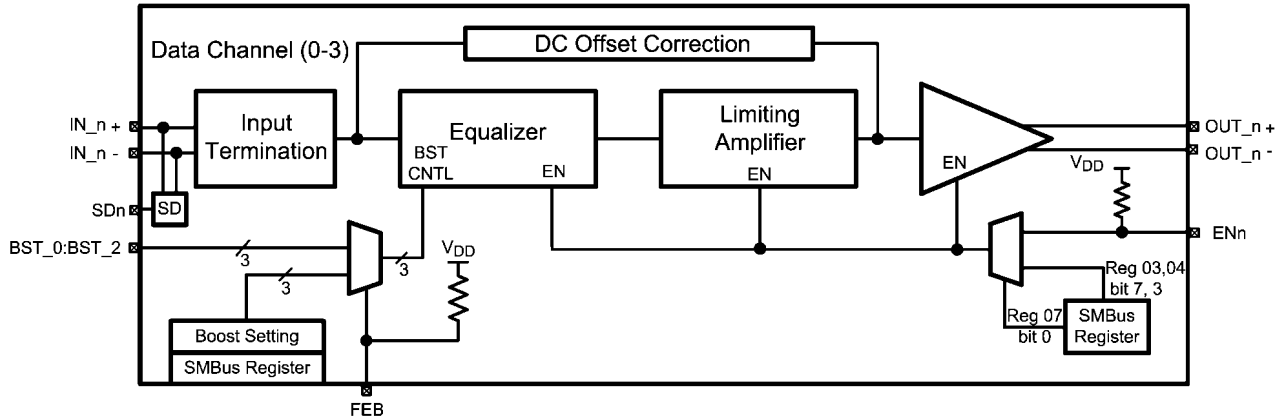 Data Channel (0-3)
DC Offset Correction
IN_n +
IN_n -
Input
Termination
Equalizer
BST
CNTL
EN
Limiting
Amplifier
EN
EN
OUT_n +
OUT_n -
VDD
SDn
SD
BST_0:BST_2
3
3
3
VDD
ENn
Reg 03,04
bit 7, 3
Reg 07
bit 0
SMBus
Register
Boost Setting
SMBus Register
FEB